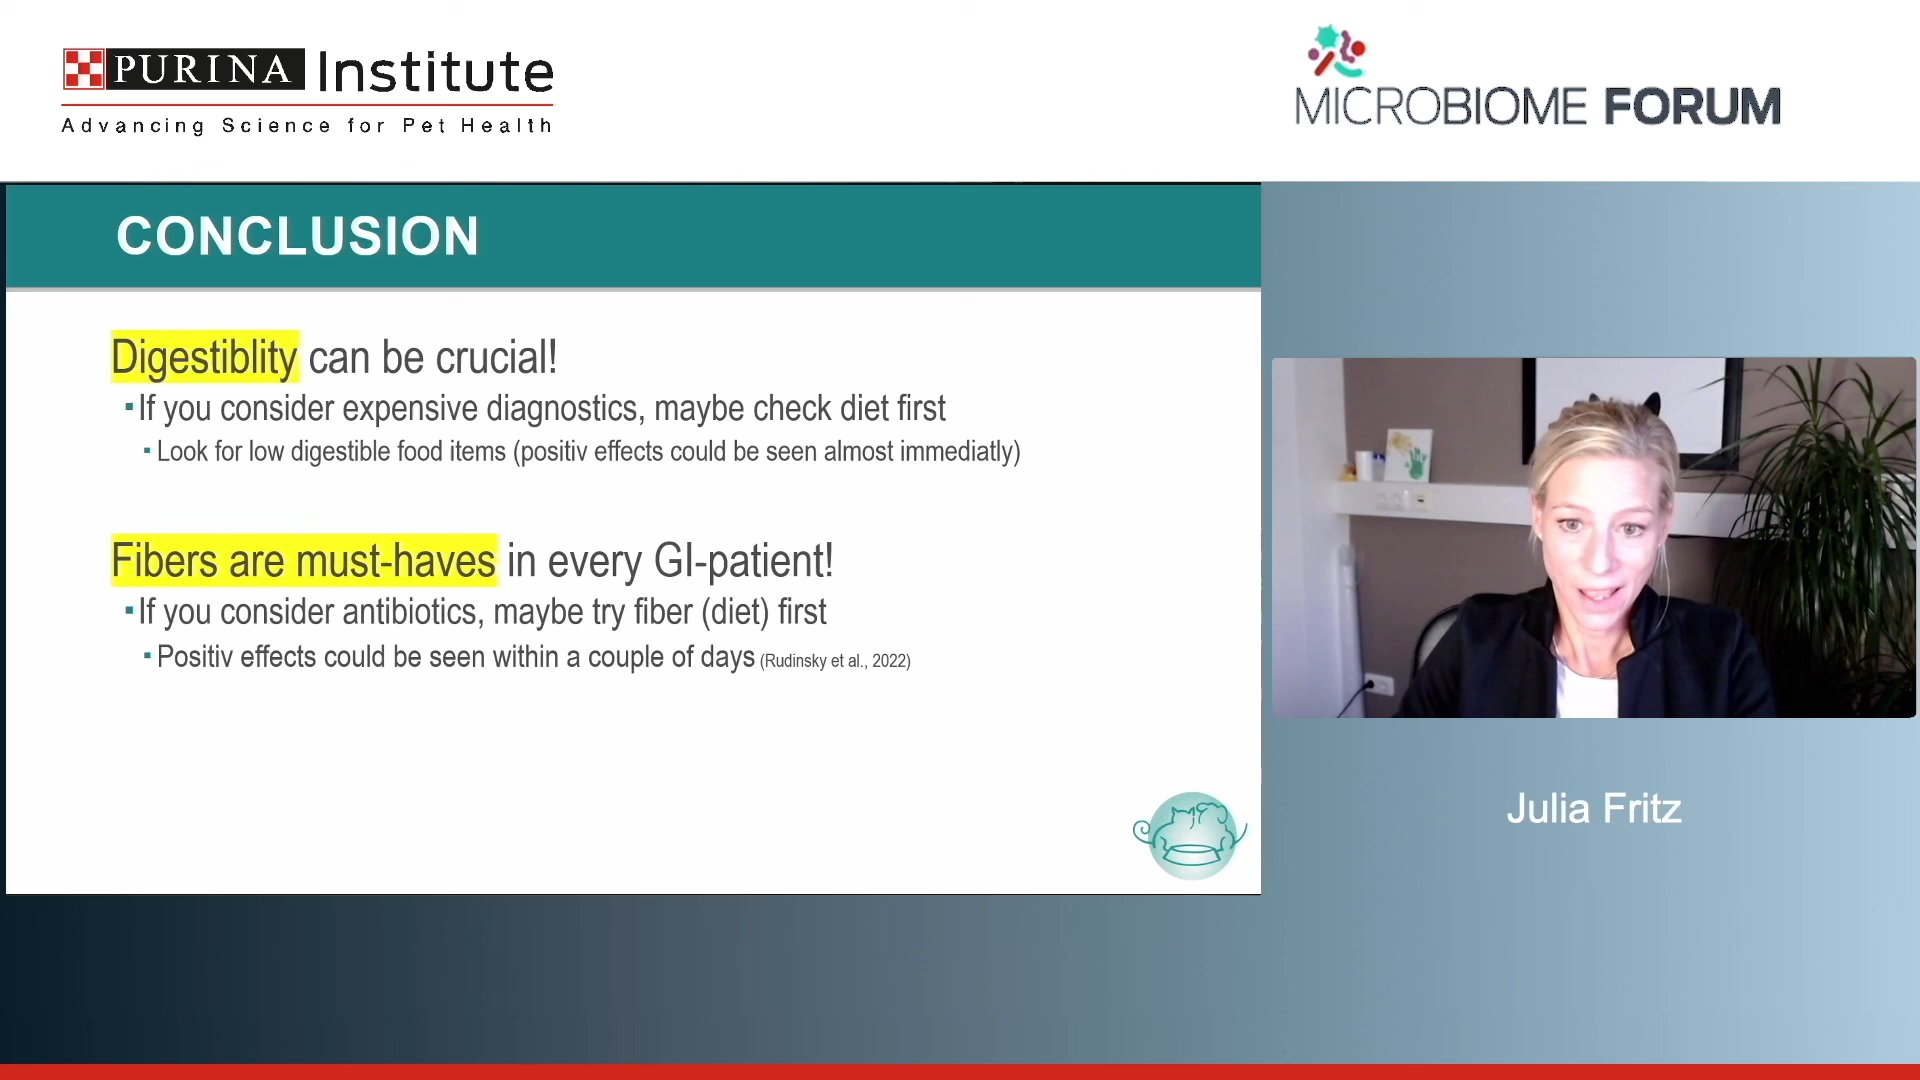 PURINA Institute
Advancing Science for Pet Health
MICROBIOME FORUM
CONCLUSION
Digestiblity can be crucial!
▪If you consider expensive diagnostics, maybe check diet first
▪Look for low digestible food items (positiv effects could be seen almost immediatly)
Fibers are must-haves in every GI-patient!
▪If you consider antibiotics, maybe try fiber (diet) first
▪Positiv effects could be seen within a couple of days (Rudinsky et al., 2022)
Julia Fritz